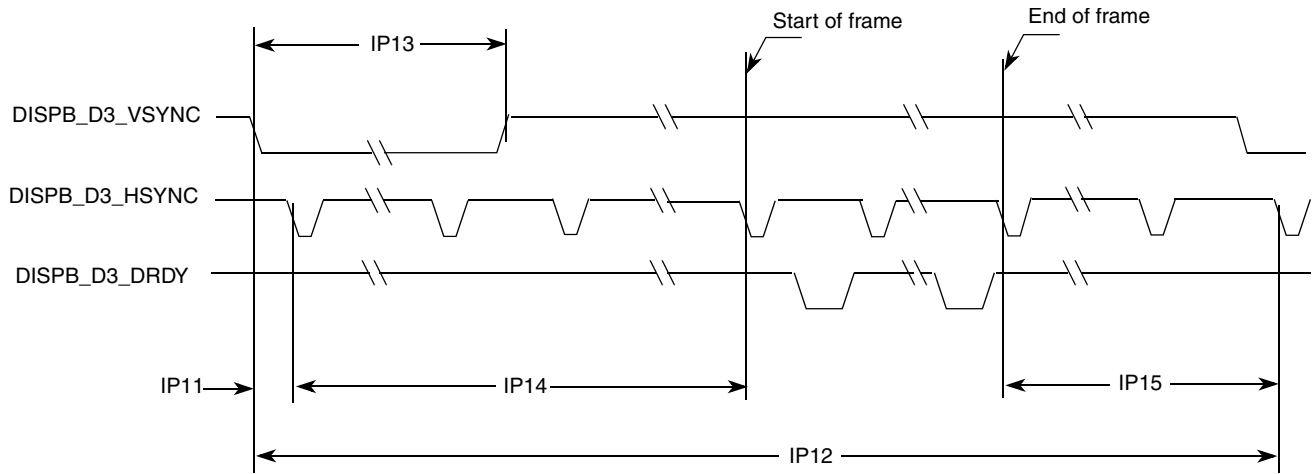 Start of frame
End of frame
IP13
DISPB_D3_VSYNC
DISPB_D3_HSYNC
DISPB_D3_DRDY
IP11
IP14
IP15
IP12